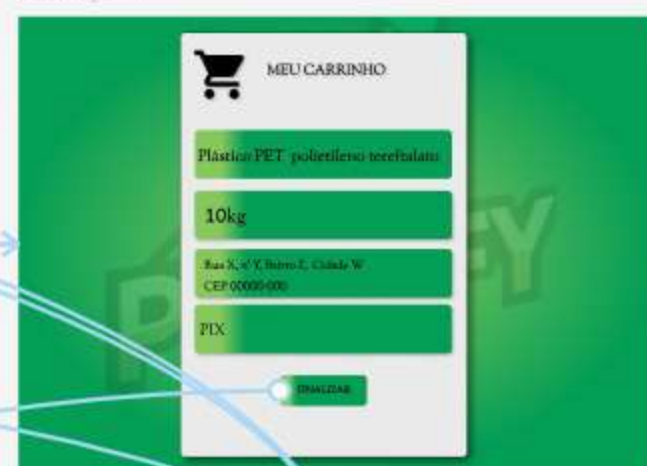 MEU CARRINHO
Plástico PET polietileno tereftalato
10kg
Rua X, nº Y, Bairro Z, Cidade W
CEP 00000-000
PIX
FINALIZAR